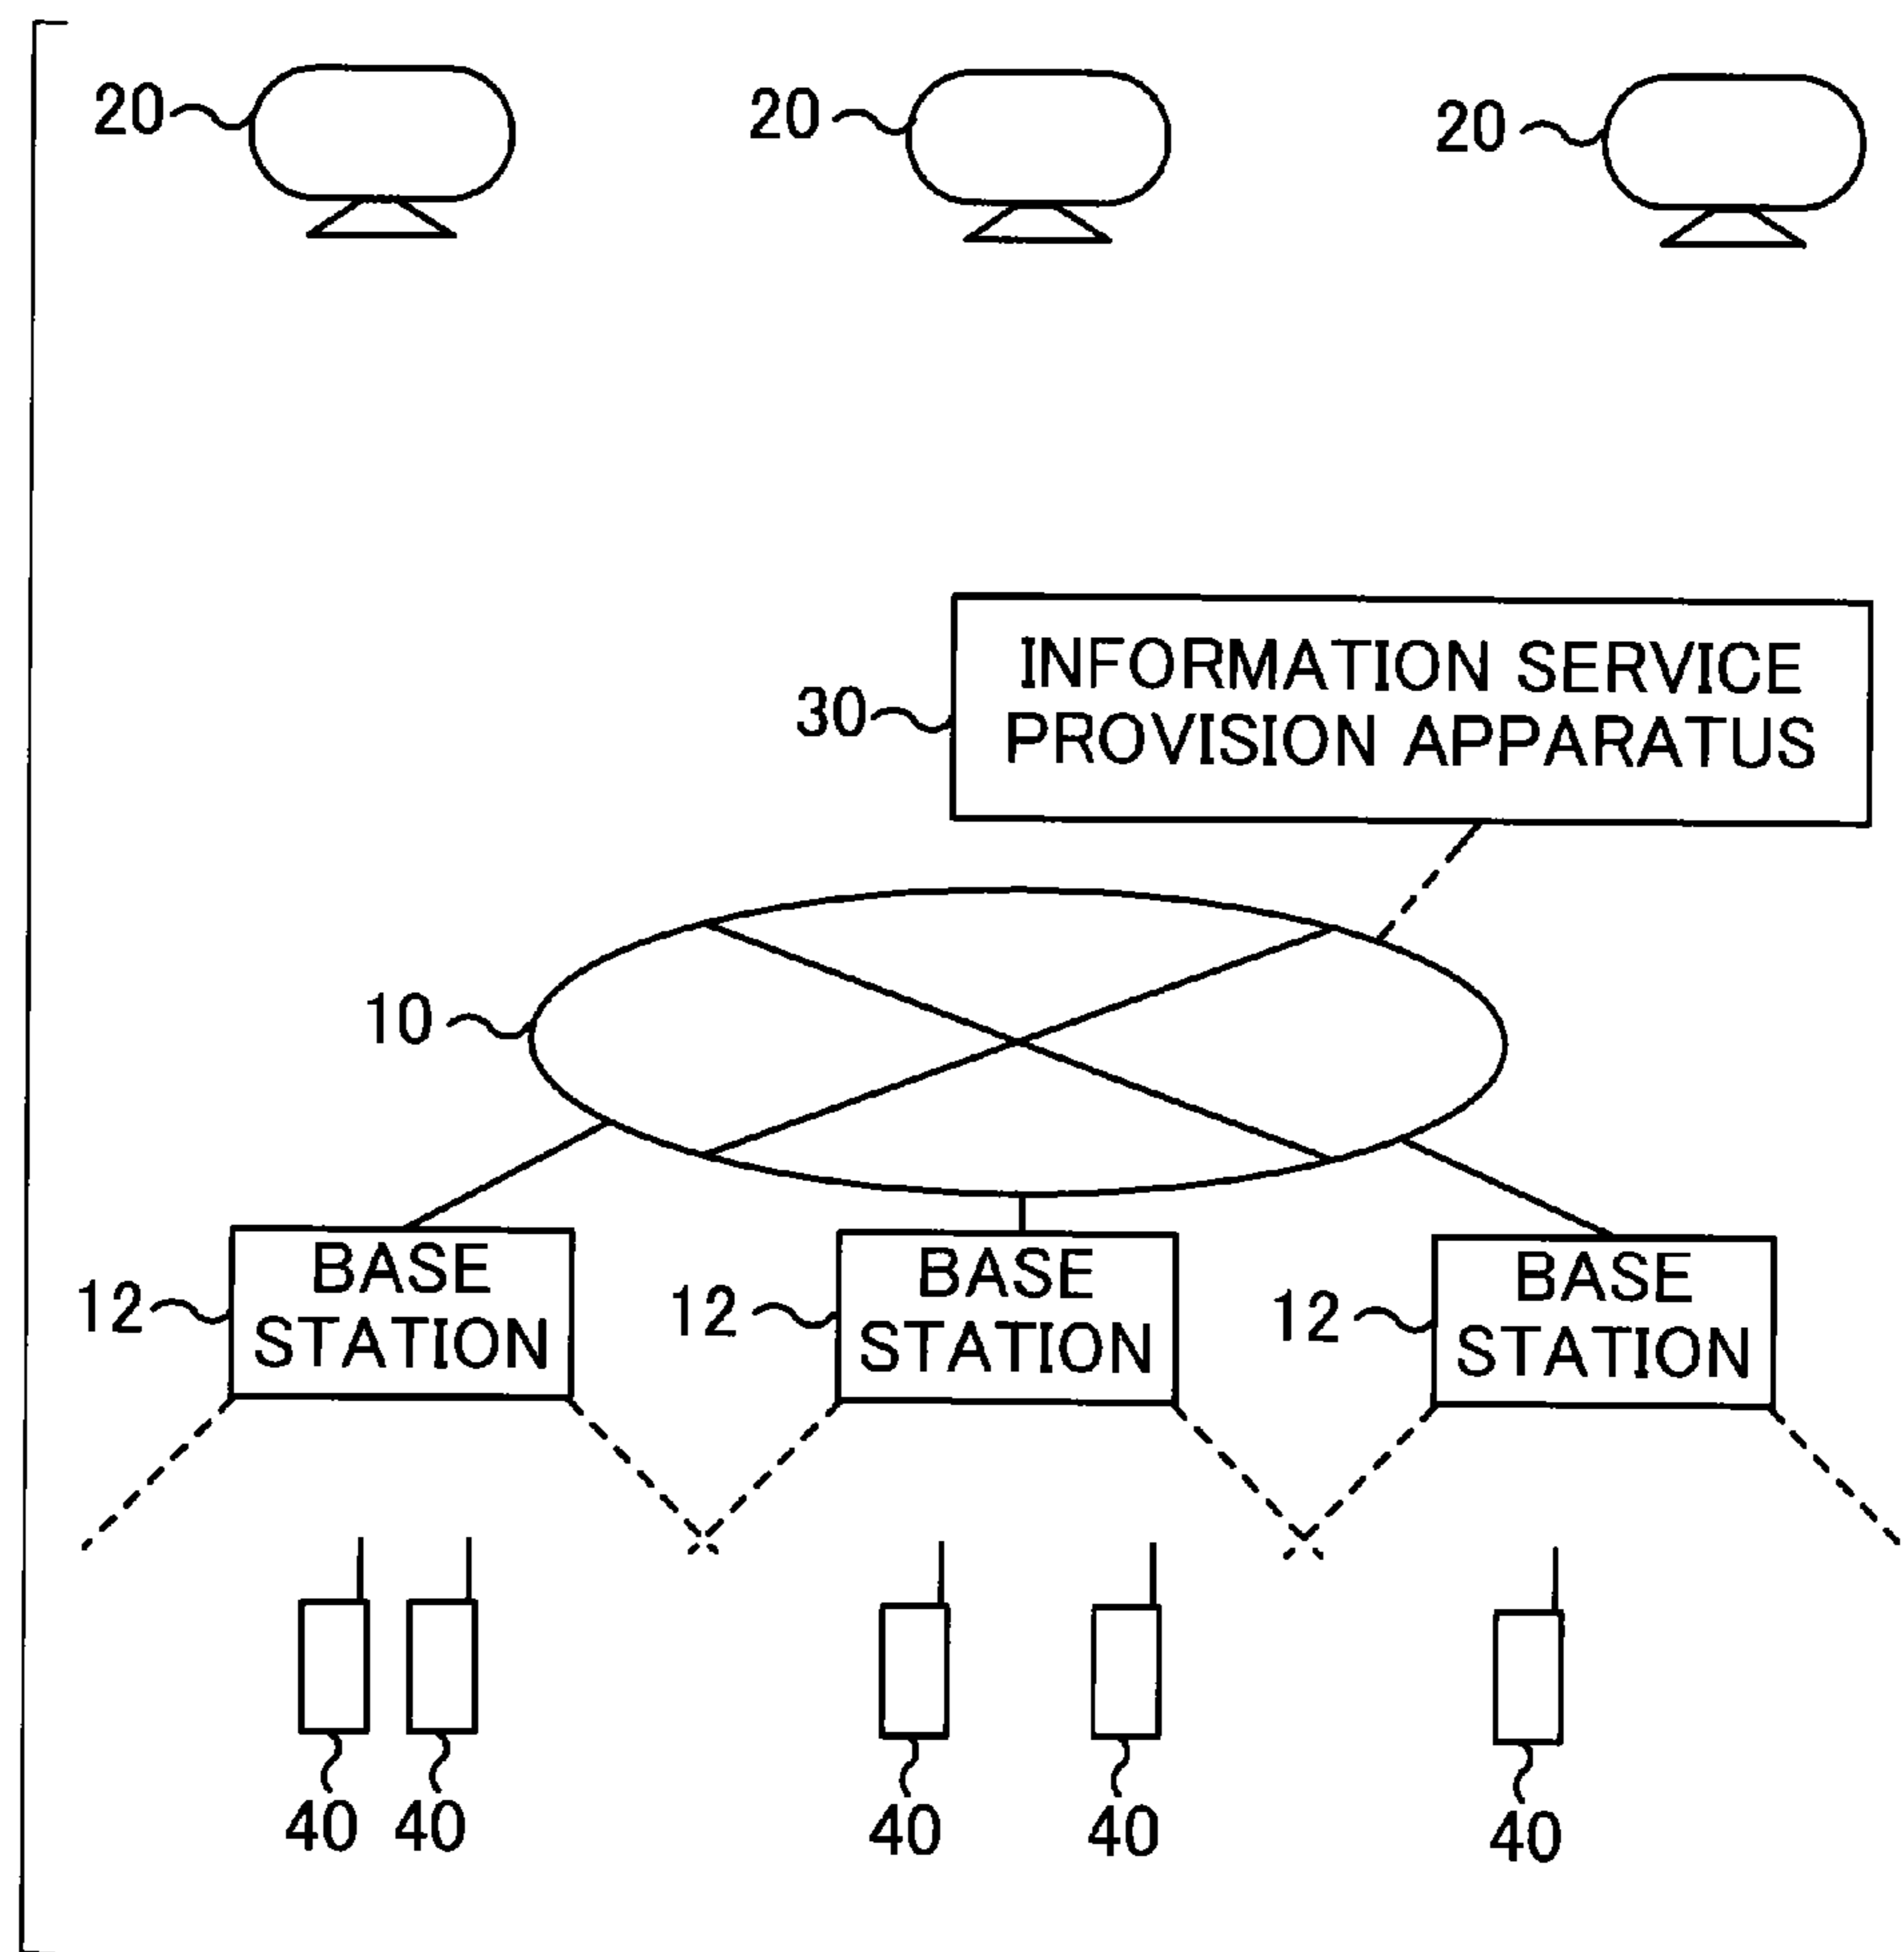 20 20 20
INFORMATION SERVICE
30
PROVISION APPARATUS
10
BASE BASE BASE
12 12 12
STATION STATION STATION
40 40 40 40 40